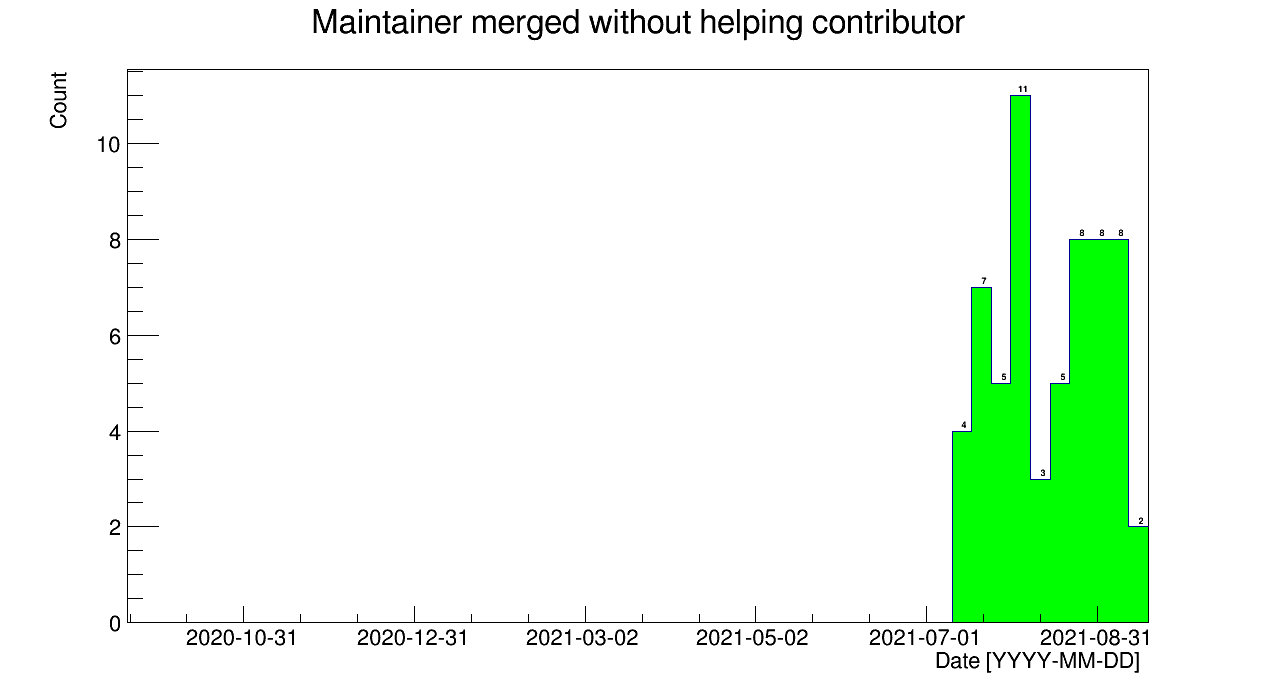 Maintainer merged without helping contributor
Count
10
8
6
4
2
0
4
7
5
11
3
5
8 8 8
2
2020-10-31 2020-12-31 2021-03-02 2021-05-02 2021-07-01 2021-08-31
Date [YYYY-MM-DD]